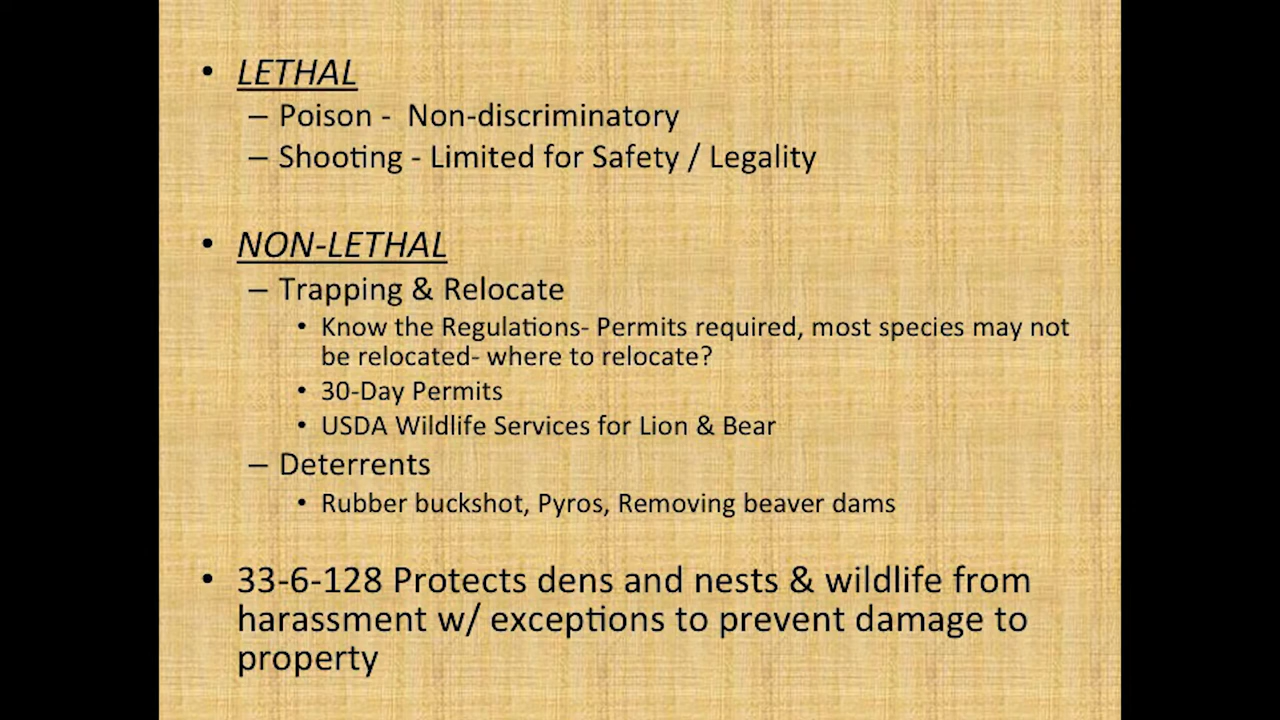 • LETHAL
– Poison -  Non-discriminatory
– Shooting - Limited for Safety / Legality
• NON-LETHAL
– Trapping & Relocate
• Know the Regulations- Permits required, most species may not
be relocated- where to relocate?
• 30-Day Permits
• USDA Wildlife Services for Lion & Bear
– Deterrents
• Rubber buckshot, Pyros, Removing beaver dams
• 33-6-128 Protects dens and nests & wildlife from
harassment w/ exceptions to prevent damage to
property